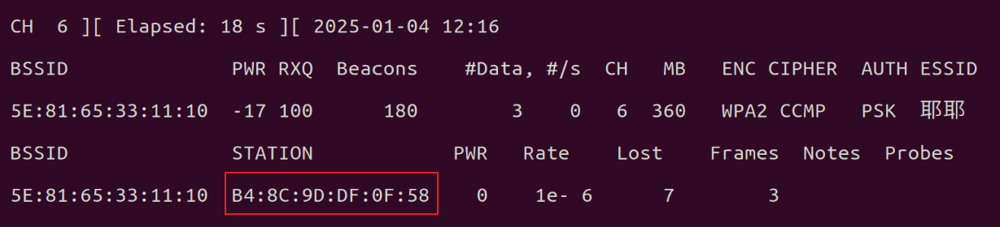 CH  6 ][ Elapsed: 18 s ][ 2025-01-04 12:16
BSSID              PWR RXQ  Beacons    #Data, #/s  CH   MB   ENC CIPHER  AUTH ESSID
5E:81:65:33:11:10  -17 100      180        3    0   6  360   WPA2 CCMP   PSK  耶耶
BSSID              STATION            PWR   Rate    Lost    Frames  Notes  Probes
5E:81:65:33:11:10  B4:8C:9D:DF:0F:58    0    1e- 6      7        3